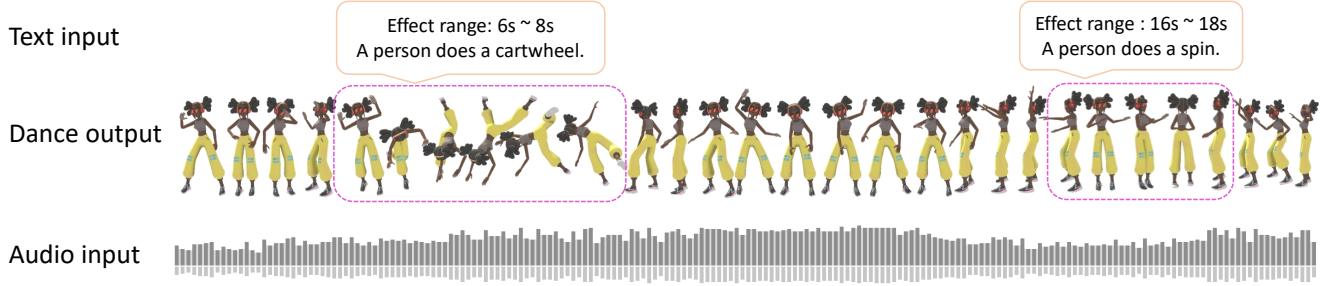 Text input
Effect range: 6s ~ 8s
A person does a cartwheel.
Effect range : 16s ~ 18s
A person does a spin.
Dance output
Audio input